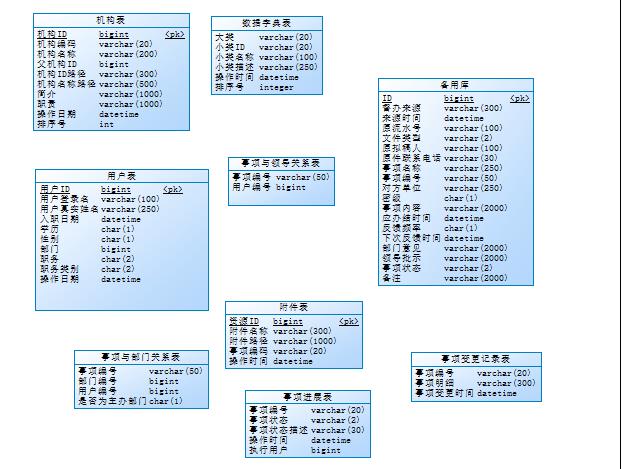 机构表
机构ID bigint <pk>
机构编码 varchar(20)
机构名称 varchar(200)
父机构ID bigint
机构ID路径 varchar(300)
机构名称路径 varchar(500)
简介 varchar(1000)
职责 varchar(1000)
操作日期 datetime
排序号 int
数据字典表
大类 varchar(20)
小类ID varchar(20)
小类名称 varchar(100)
小类描述 varchar(250)
操作时间 datetime
排序号 integer
备用库
ID bigint <pk>
督办来源 varchar(300)
来源时间 datetime
原流水号 varchar(100)
文件类型 varchar(2)
原拟稿人 varchar(100)
原件联系电话 varchar(30)
事项名称 varchar(250)
事项编号 varchar(50)
对方单位 varchar(250)
密级 char(1)
事项内容 varchar(2000)
应办结时间 datetime
反馈频率 char(1)
下次反馈时间 datetime
部门意见 varchar(2000)
领导批示 varchar(2000)
事项状态 varchar(2)
备注 varchar(2000)
事项与领导关系表
事项编号 varchar(50)
用户编号 bigint
用户表
用户ID bigint <pk>
用户登录名 varchar(100)
用户真实姓名 varchar(250)
入职日期 datetime
学历 char(1)
性别 char(1)
部门 bigint
职务 char(2)
职务类别 char(2)
操作日期 datetime
附件表
资源ID bigint <pk>
附件名称 varchar(300)
附件路径 varchar(1000)
事项编码 varchar(20)
操作时间 datetime
事项与部门关系表
事项编号 varchar(50)
部门编号 bigint
用户编号 bigint
是否为主办部门 char(1)
事项变更记录表
事项编号 varchar(20)
事项明细 varchar(300)
事项变更时间 datetime
事项进展表
事项编号 varchar(20)
事项状态 varchar(2)
事项状态描述 varchar(30)
操作时间 datetime
执行用户 bigint